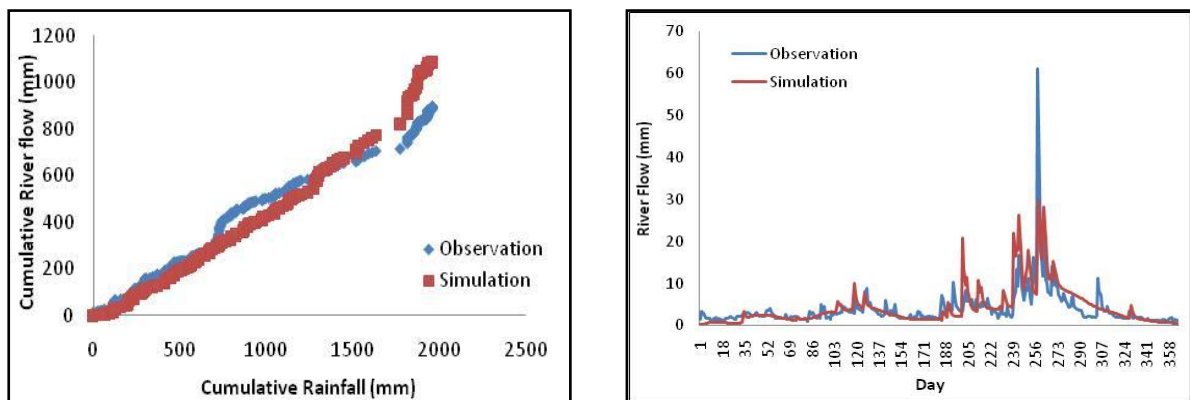 1200
1000
800
600
400
200
0
Cumulative River flow (mm)
Observation
Simulation
0 500 1000 1500 2000 2500
Cumulative Rainfall (mm)
70
60
50
40
30
20
10
0
River Flow (mm)
Observation
Simulation
1 18 35 52 69 86 103 120 137 154 171 188 205 222 239 256 273 290 307 324 341 358
Day